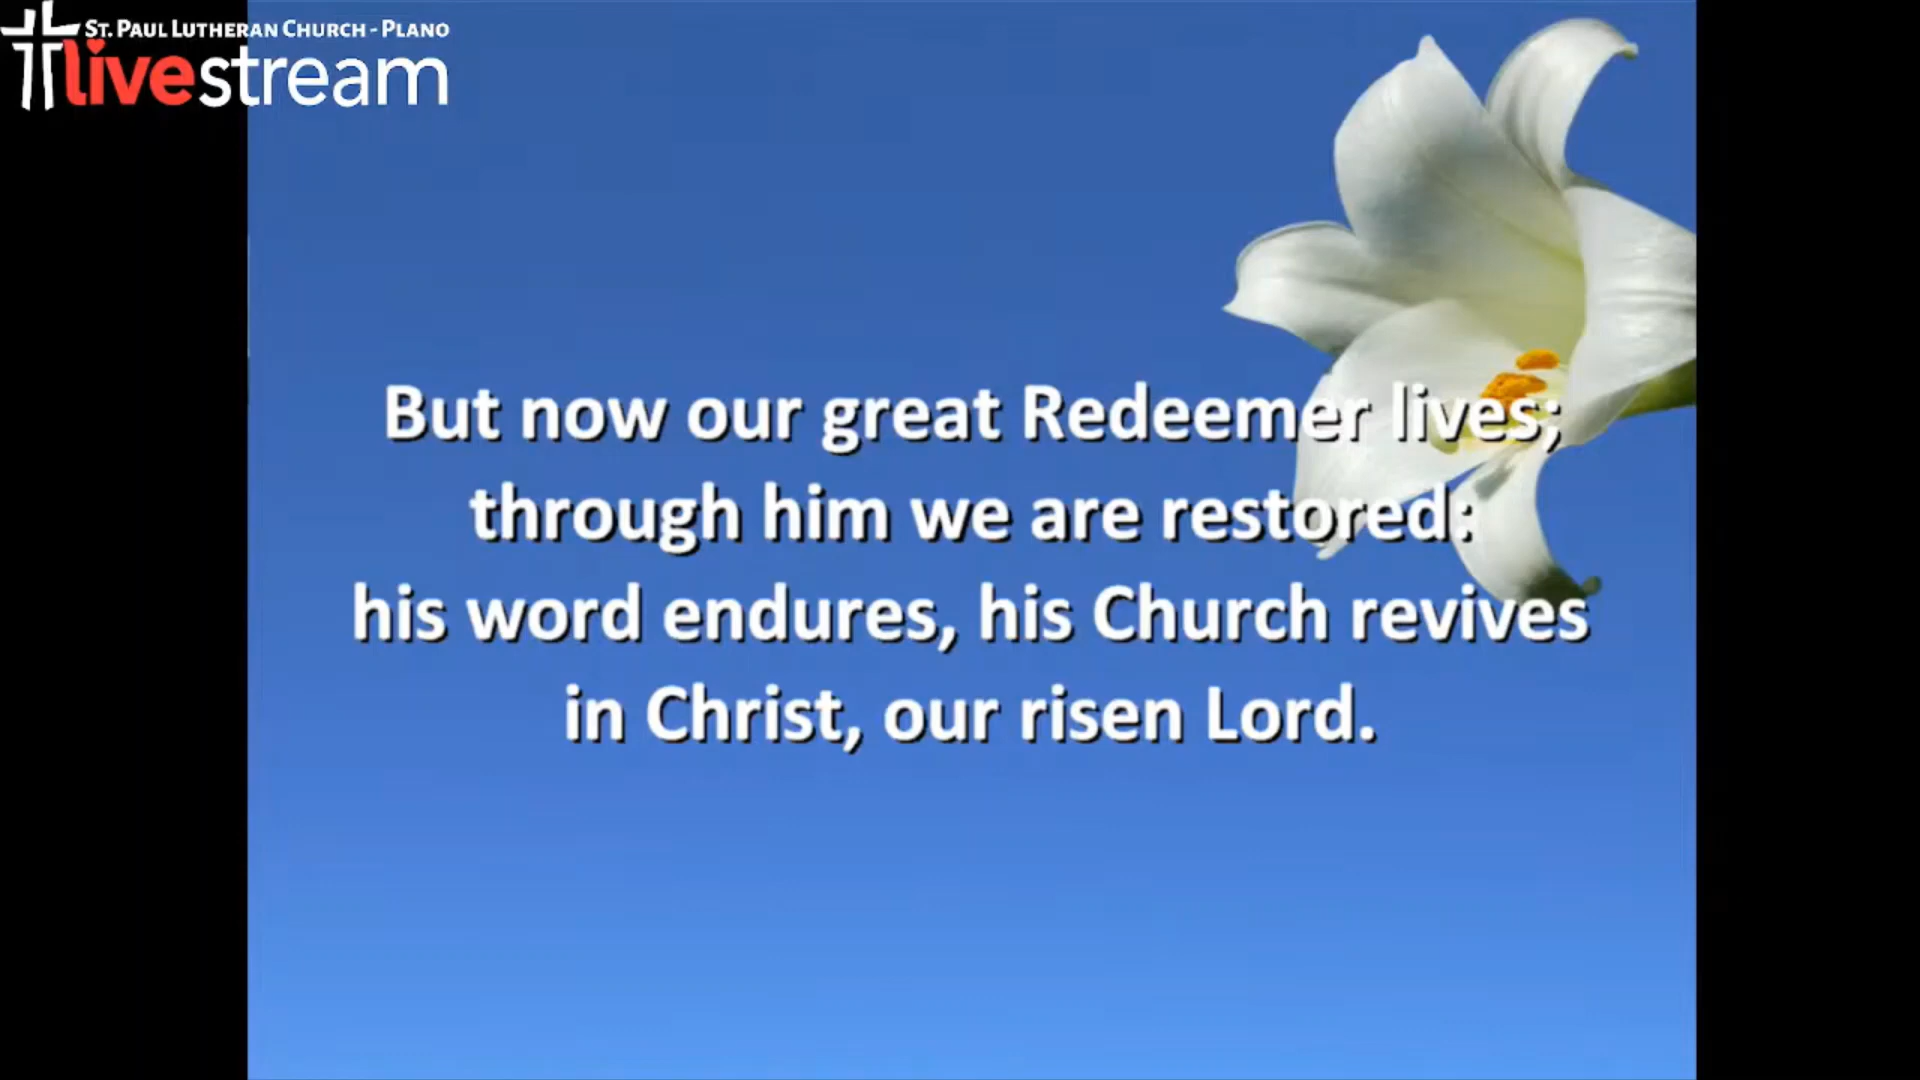 ST. PAUL LUTHERAN CHURCH - PLANO
livestream
But now our great Redeemer lives;
through him we are restored:
his word endures, his Church revives
in Christ, our risen Lord.